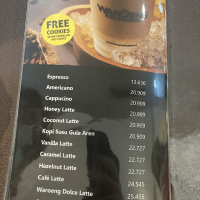 FREE
COOKIES
Espresso 13.636
Americano 20.909
Cappucino 20.909
Honey Latte 20.909
Coconut Latte 20.909
Kopi Susu Gula Aren 20.909
Vanilla Latte 22.727
Caramel Latte 22.727
Hazelnut Latte 22.727
Café Latte 24.545
Waroeng Dolce Latte 25.455